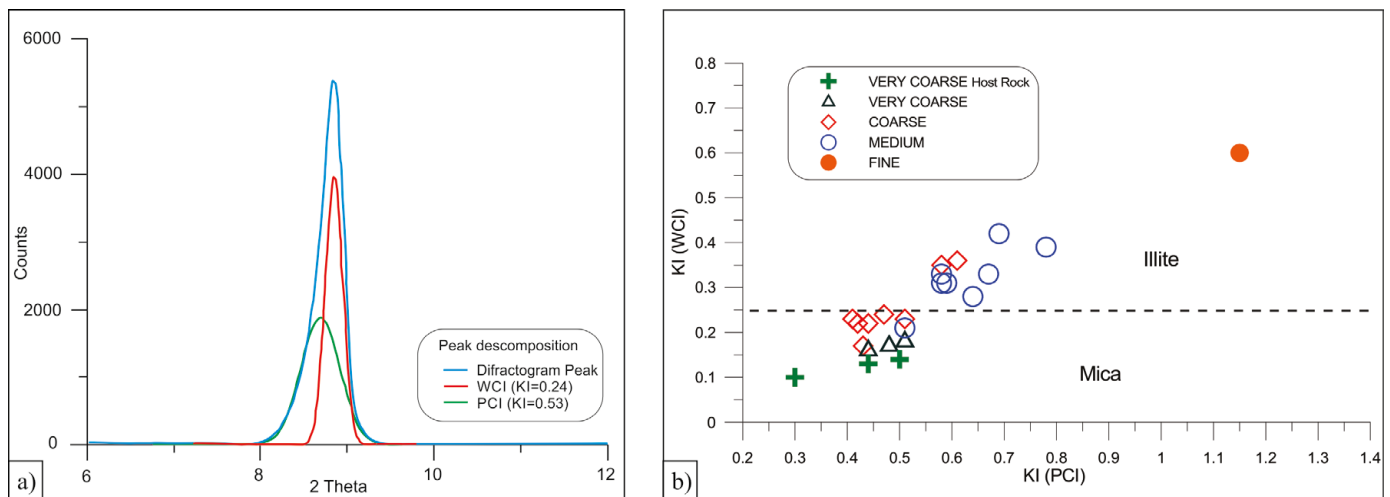 6000
4000
2000
0
Counts
6
8
10
12
2 Theta
Peak descomposition
Difractogram Peak
WCI (KI=0.24)
PCI (KI=0.53)
a)
0.8
0.7
0.6
0.5
0.4
0.3
0.2
0.1
0
KI (WCI)
VERY COARSE Host Rock
VERY COARSE
COARSE
MEDIUM
FINE
Illite
Mica
0.2 0.3 0.4 0.5 0.6 0.7 0.8 0.9 1 1.1 1.2 1.3 1.4
KI (PCI)
b)